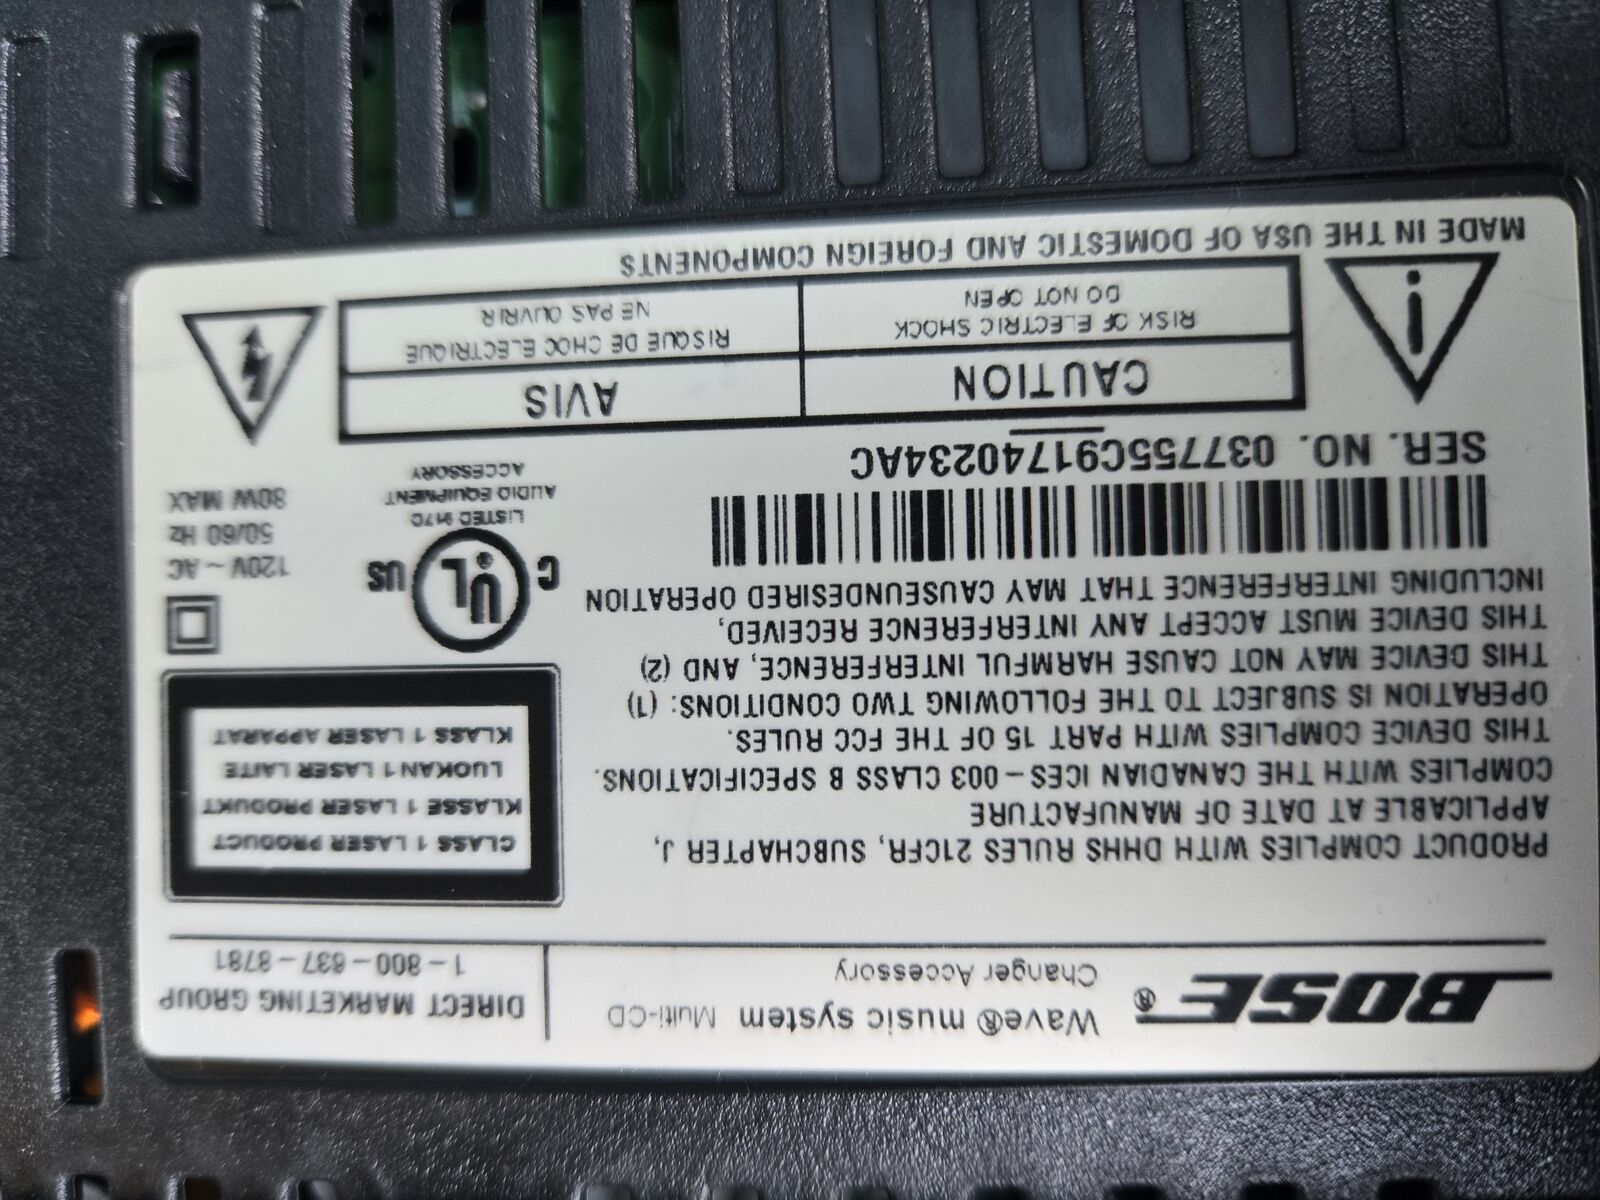 BOSE® Wave® music system Multi-CD
Changer Accessory
DIRECT MARKETING GROUP
1-800-637-8781
PRODUCT COMPLIES WITH DHHS RULES 21CFR, SUBCHAPTER J,
APPLICABLE AT DATE OF MANUFACTURE
COMPLIES WITH THE CANADIAN ICES-003 CLASS B SPECIFICATIONS.
THIS DEVICE COMPLIES WITH PART 15 OF THE FCC RULES.
OPERATION IS SUBJECT TO THE FOLLOWING TWO CONDITIONS: (1)
THIS DEVICE MAY NOT CAUSE HARMFUL INTERFERENCE, AND (2)
THIS DEVICE MUST ACCEPT ANY INTERFERENCE RECEIVED,
INCLUDING INTERFERENCE THAT MAY CAUSEUNDESIRED OPERATION
CLASS 1 LASER PRODUCT
KLASSE 1 LASER PRODUKT
LUOKAN 1 LASER LAITE
KLASS 1 LASER APPARAT
C UL® US
LISTED 917D
AUDIO EQUIPMENT
ACCESSORY
120V ~ AC
50/60 Hz
30W MAX
SER. NO. 037755C91740234AC
CAUTION
RISK OF ELECTRIC SHOCK
DO NOT OPEN
AVIS
RISQUE DE CHOC ELECTRIQUE
NE PAS OUVRIR
MADE IN THE USA OF DOMESTIC AND FOREIGN COMPONENTS